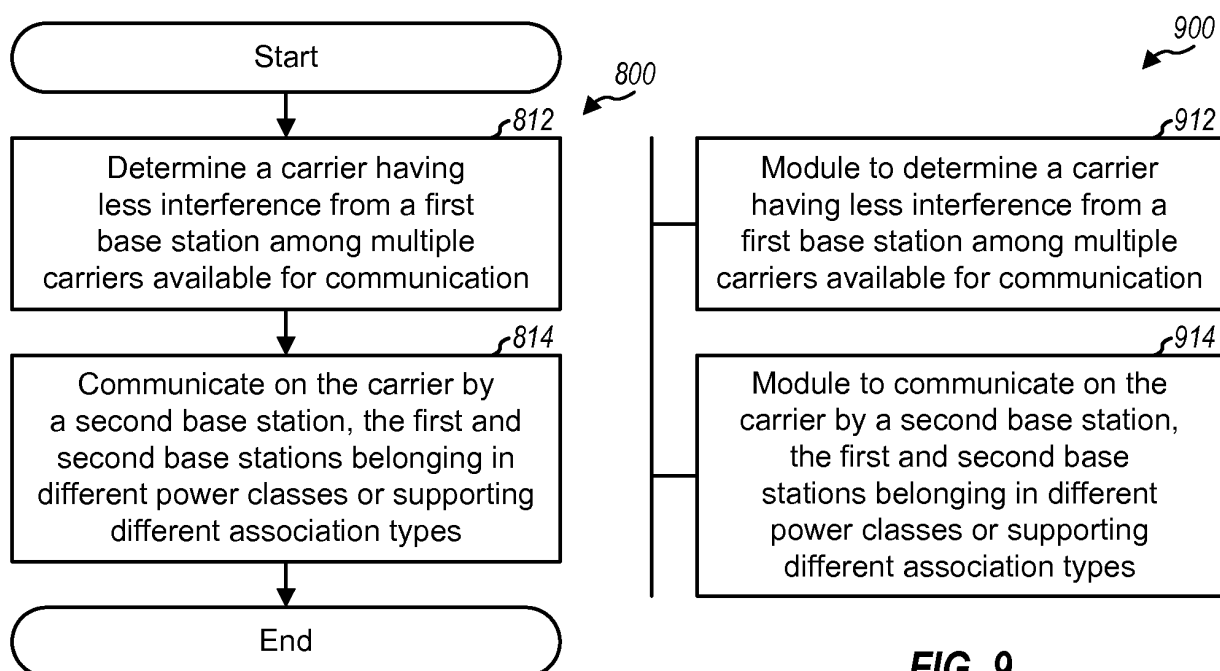 Start
800
812
Determine a carrier having
less interference from a first
base station among multiple
carriers available for communication
814
Communicate on the carrier by
a second base station, the first and
second base stations belonging in
different power classes or supporting
different association types
End
900
912
Module to determine a carrier
having less interference from a
first base station among multiple
carriers available for communication
914
Module to communicate on the
carrier by a second base station,
the first and second base
stations belonging in different
power classes or supporting
different association types
FIG. 9